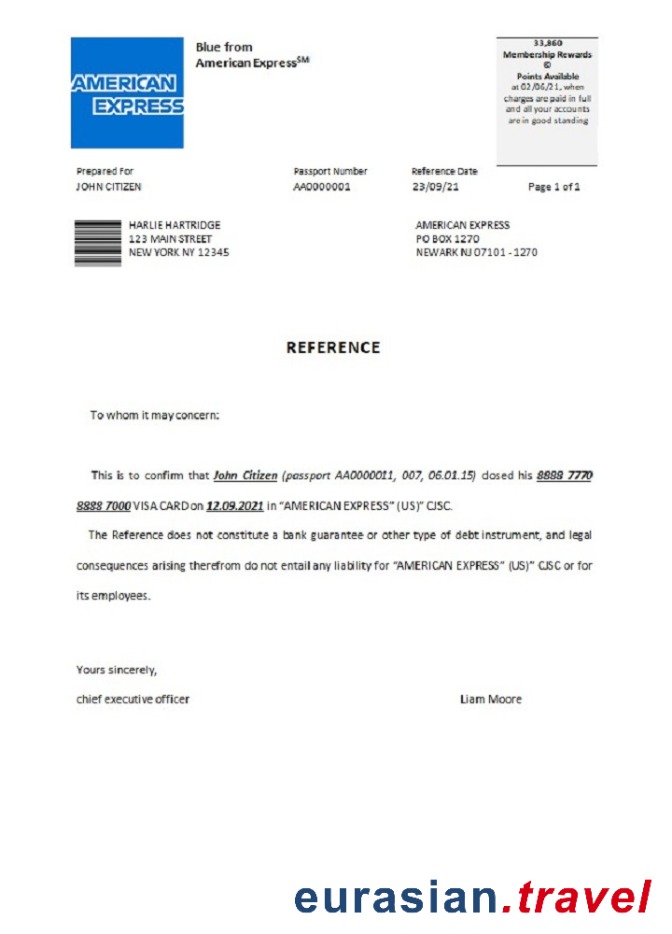 AMERICAN
EXPRESS
Blue from
American Express℠
33,860
Membership Rewards
©
Points Available
at 02/06/21, when
charges are paid in full
and all your accounts
are in good standing
Prepared For
JOHN CITIZEN
Passport Number
AA0000001
Reference Date
23/09/21
Page 1 of 1
HARLIE HARTRIDGE
123 MAIN STREET
NEW YORK NY 12345
AMERICAN EXPRESS
PO BOX 1270
NEWARK NJ 07101 - 1270
REFERENCE
To whom it may concern:
This is to confirm that John Citizen (passport AA0000011, 007, 06.01.15) closed his 8888 7770
8888 7000 VISA CARD on 12.09.2021 in "AMERICAN EXPRESS" (US)" CJSC.
The Reference does not constitute a bank guarantee or other type of debt instrument, and legal
consequences arising therefrom do not entail any liability for "AMERICAN EXPRESS" (US)" CJSC or for
its employees.
Yours sincerely,
chief executive officer
Liam Moore
eurasian.travel